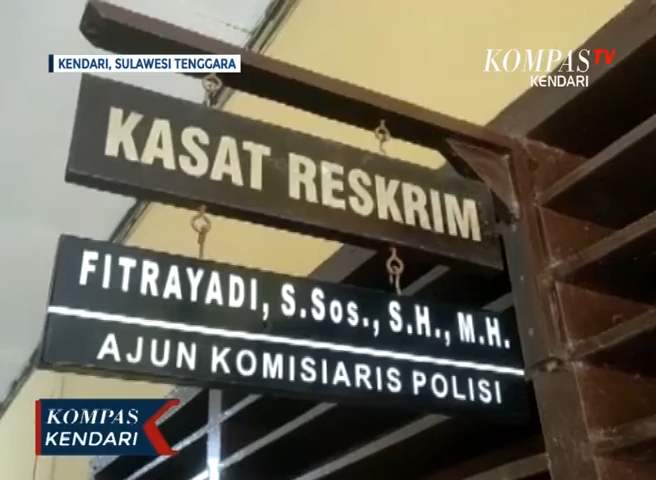 KENDARI, SULAWESI TENGGARA
KOMPAS TV
KENDARI
KASAT RESKRIM
FITRAYADI, S.Sos., S.H., M.H.
AJUN KOMISIARIS POLISI
KOMPAS
KENDARI